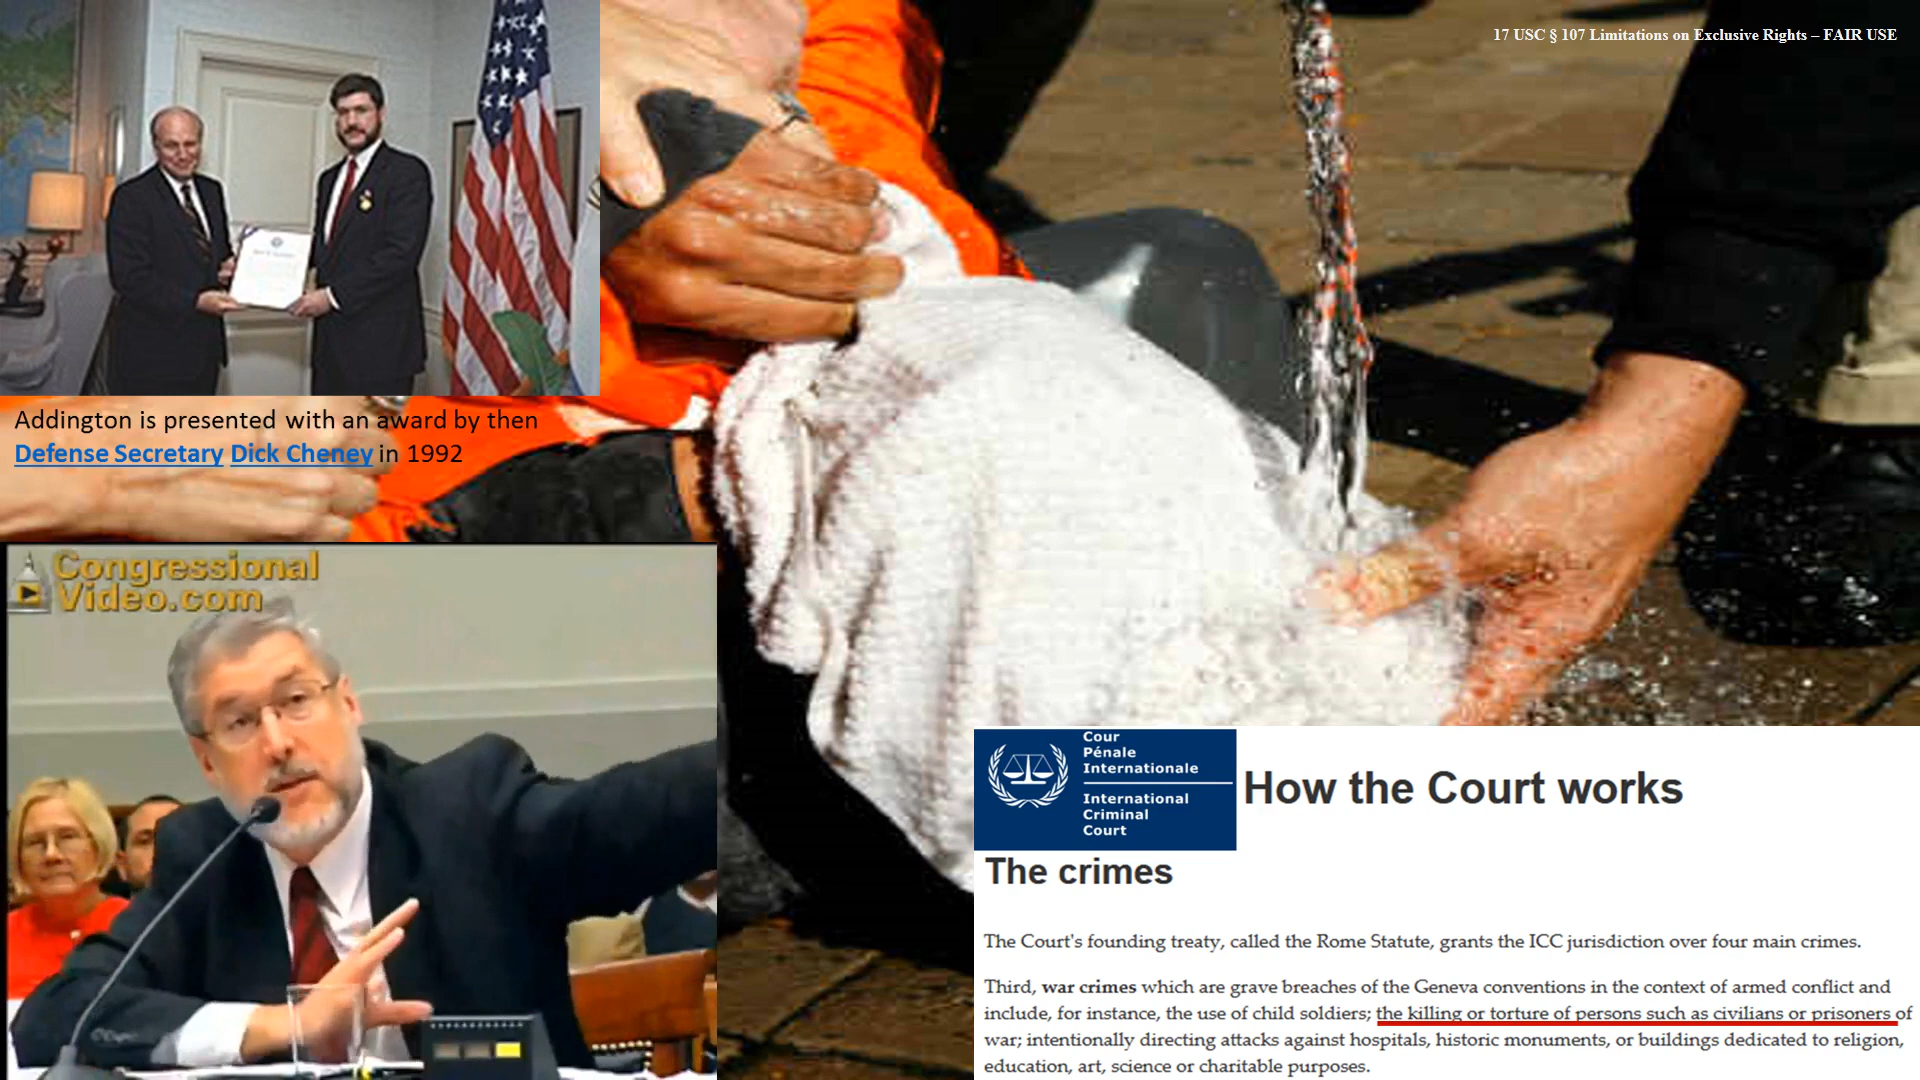 17 USC § 107 Limitations on Exclusive Rights – FAIR USE
Addington is presented with an award by then
Defense Secretary Dick Cheney in 1992
Congressional
Video.com
Cour
Pénale
Internationale
International
Criminal
Court
How the Court works
The crimes
The Court's founding treaty, called the Rome Statute, grants the ICC jurisdiction over four main crimes.
Third, war crimes which are grave breaches of the Geneva conventions in the context of armed conflict and
include, for instance, the use of child soldiers; the killing or torture of persons such as civilians or prisoners of
war; intentionally directing attacks against hospitals, historic monuments, or buildings dedicated to religion,
education, art, science or charitable purposes.